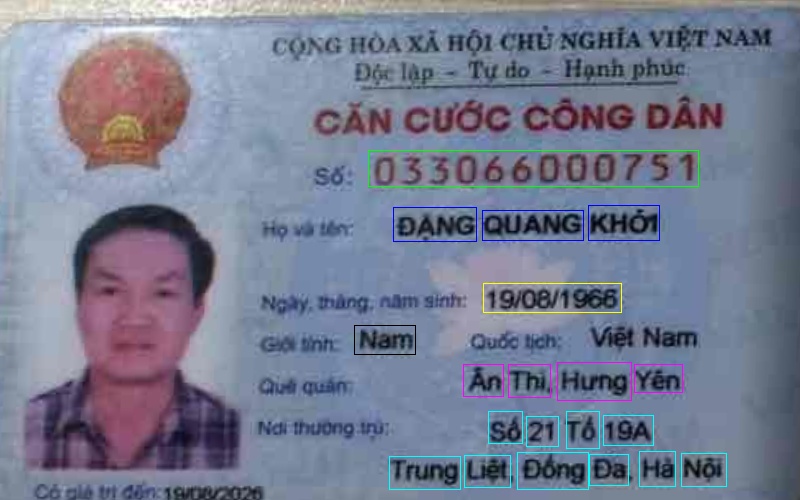 CỘNG HÒA XÃ HỘI CHỦ NGHĨA VIỆT NAM
Độc lập - Tự do - Hạnh phúc
CĂN CƯỚC CÔNG DÂN
Số: 033066000751
Họ và tên: ĐẶNG QUANG KHỞI
Ngày, tháng, năm sinh: 19/08/1966
Giới tính: Nam Quốc tịch: Việt Nam
Quê quán: Ân Thi, Hưng Yên
Nơi thường trú: Số 21 Tổ 19A
Trung Liệt, Đống Đa, Hà Nội
Có giá trị đến: 19/08/2026